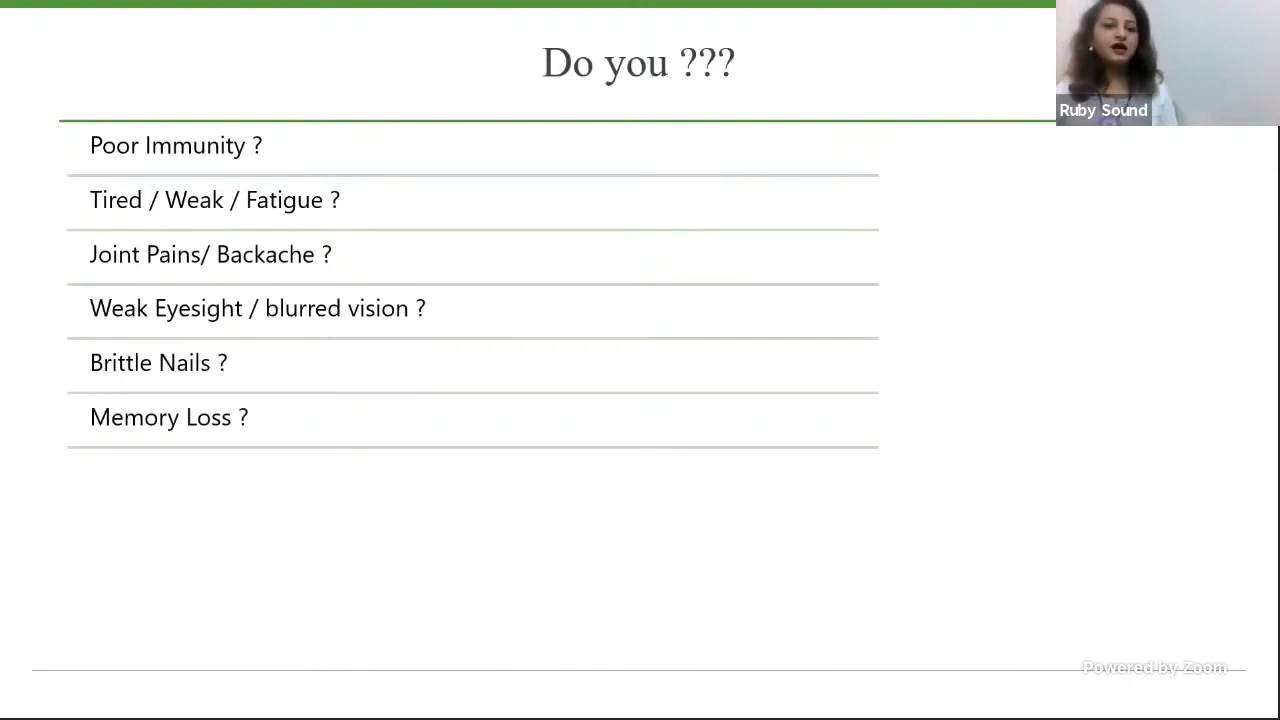 Do you ???
Ruby Sound
Poor Immunity ?
Tired / Weak / Fatigue ?
Joint Pains/ Backache ?
Weak Eyesight / blurred vision ?
Brittle Nails ?
Memory Loss ?
Powered by Zoom